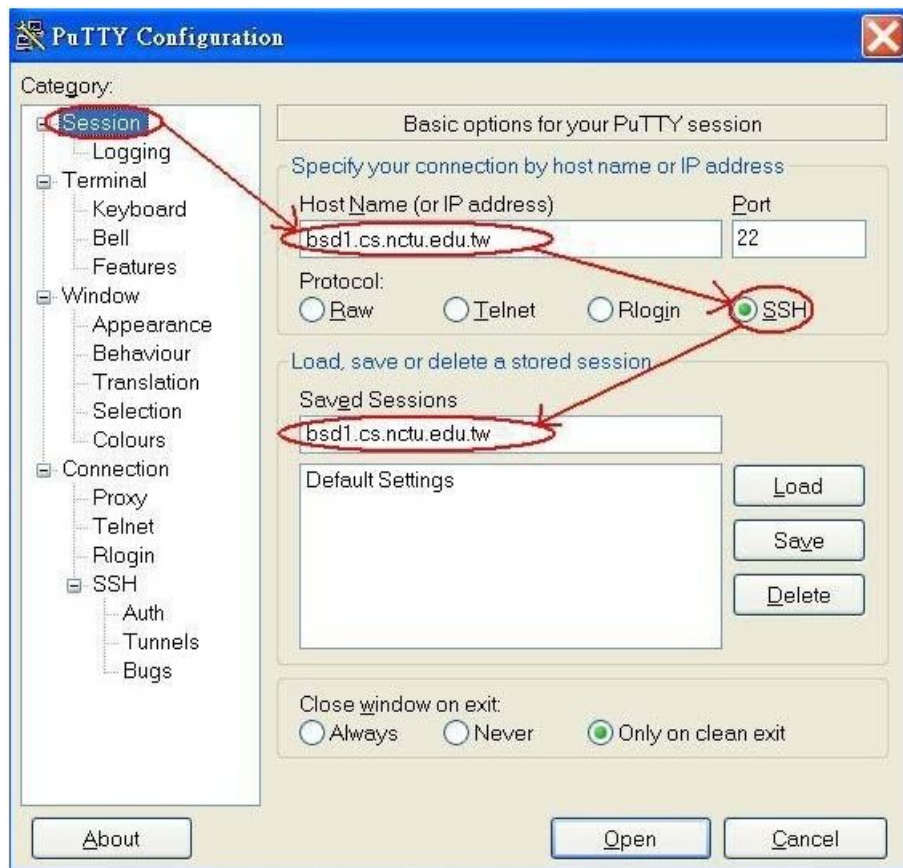 PuTTY Configuration
Category:
Session
Logging
Terminal
Keyboard
Bell
Features
Window
Appearance
Behaviour
Translation
Selection
Colours
Connection
Proxy
Telnet
Rlogin
SSH
Auth
Tunnels
Bugs
Basic options for your PuTTY session
Specify your connection by host name or IP address
Host Name (or IP address) Port
bsd1.cs.nctu.edu.tw 22
Protocol:
Raw Telnet Rlogin SSH
Load, save or delete a stored session
Saved Sessions
bsd1.cs.nctu.edu.tw
Default Settings
Load
Save
Delete
Close window on exit:
Always Never Only on clean exit
About Open Cancel